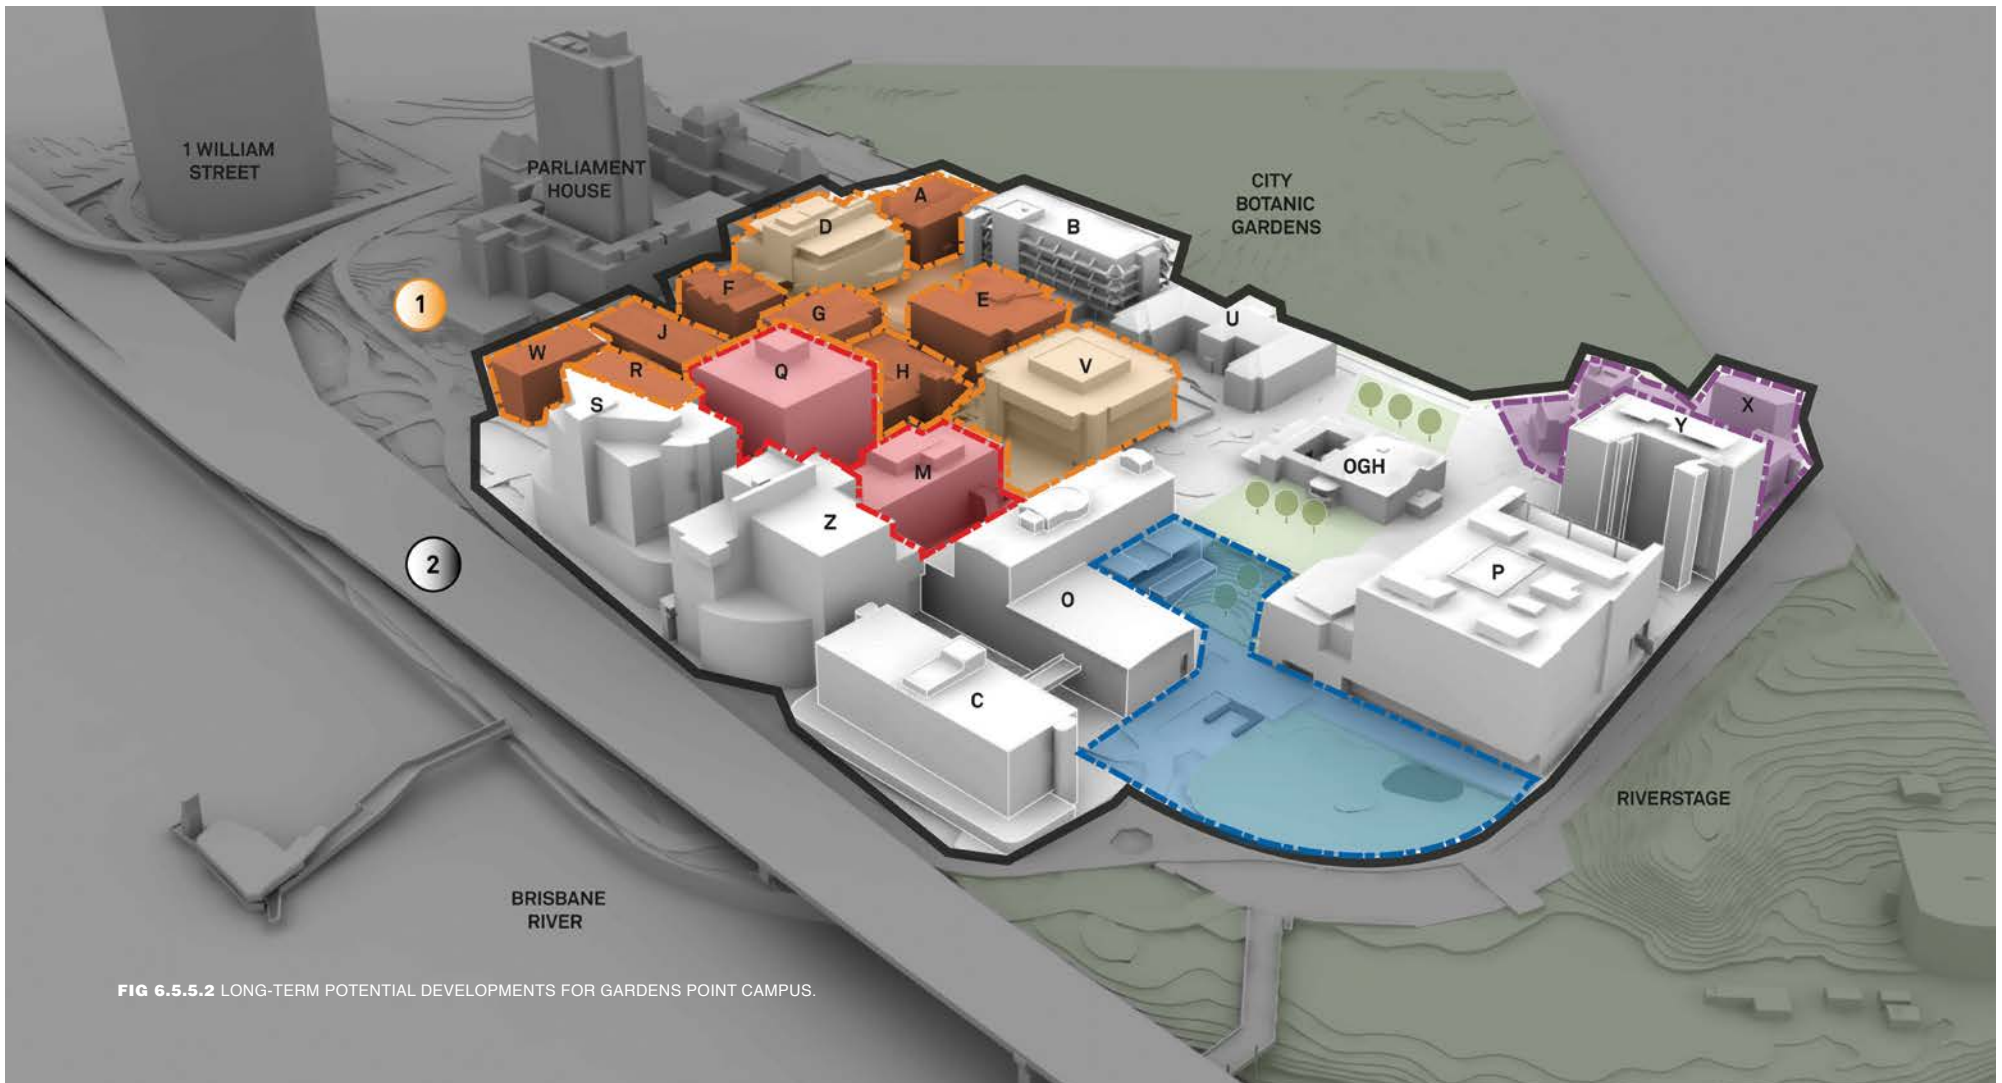 1 WILLIAM
STREET
PARLIAMENT
HOUSE
CITY
BOTANIC
GARDENS
A
D
B
F
E
1
G
U
J
W
V
R
Q
H
S
X
Y
M
OGH
Z
2
P
O
C
RIVERSTAGE
BRISBANE
RIVER
FIG 6.5.5.2 LONG-TERM POTENTIAL DEVELOPMENTS FOR GARDENS POINT CAMPUS.